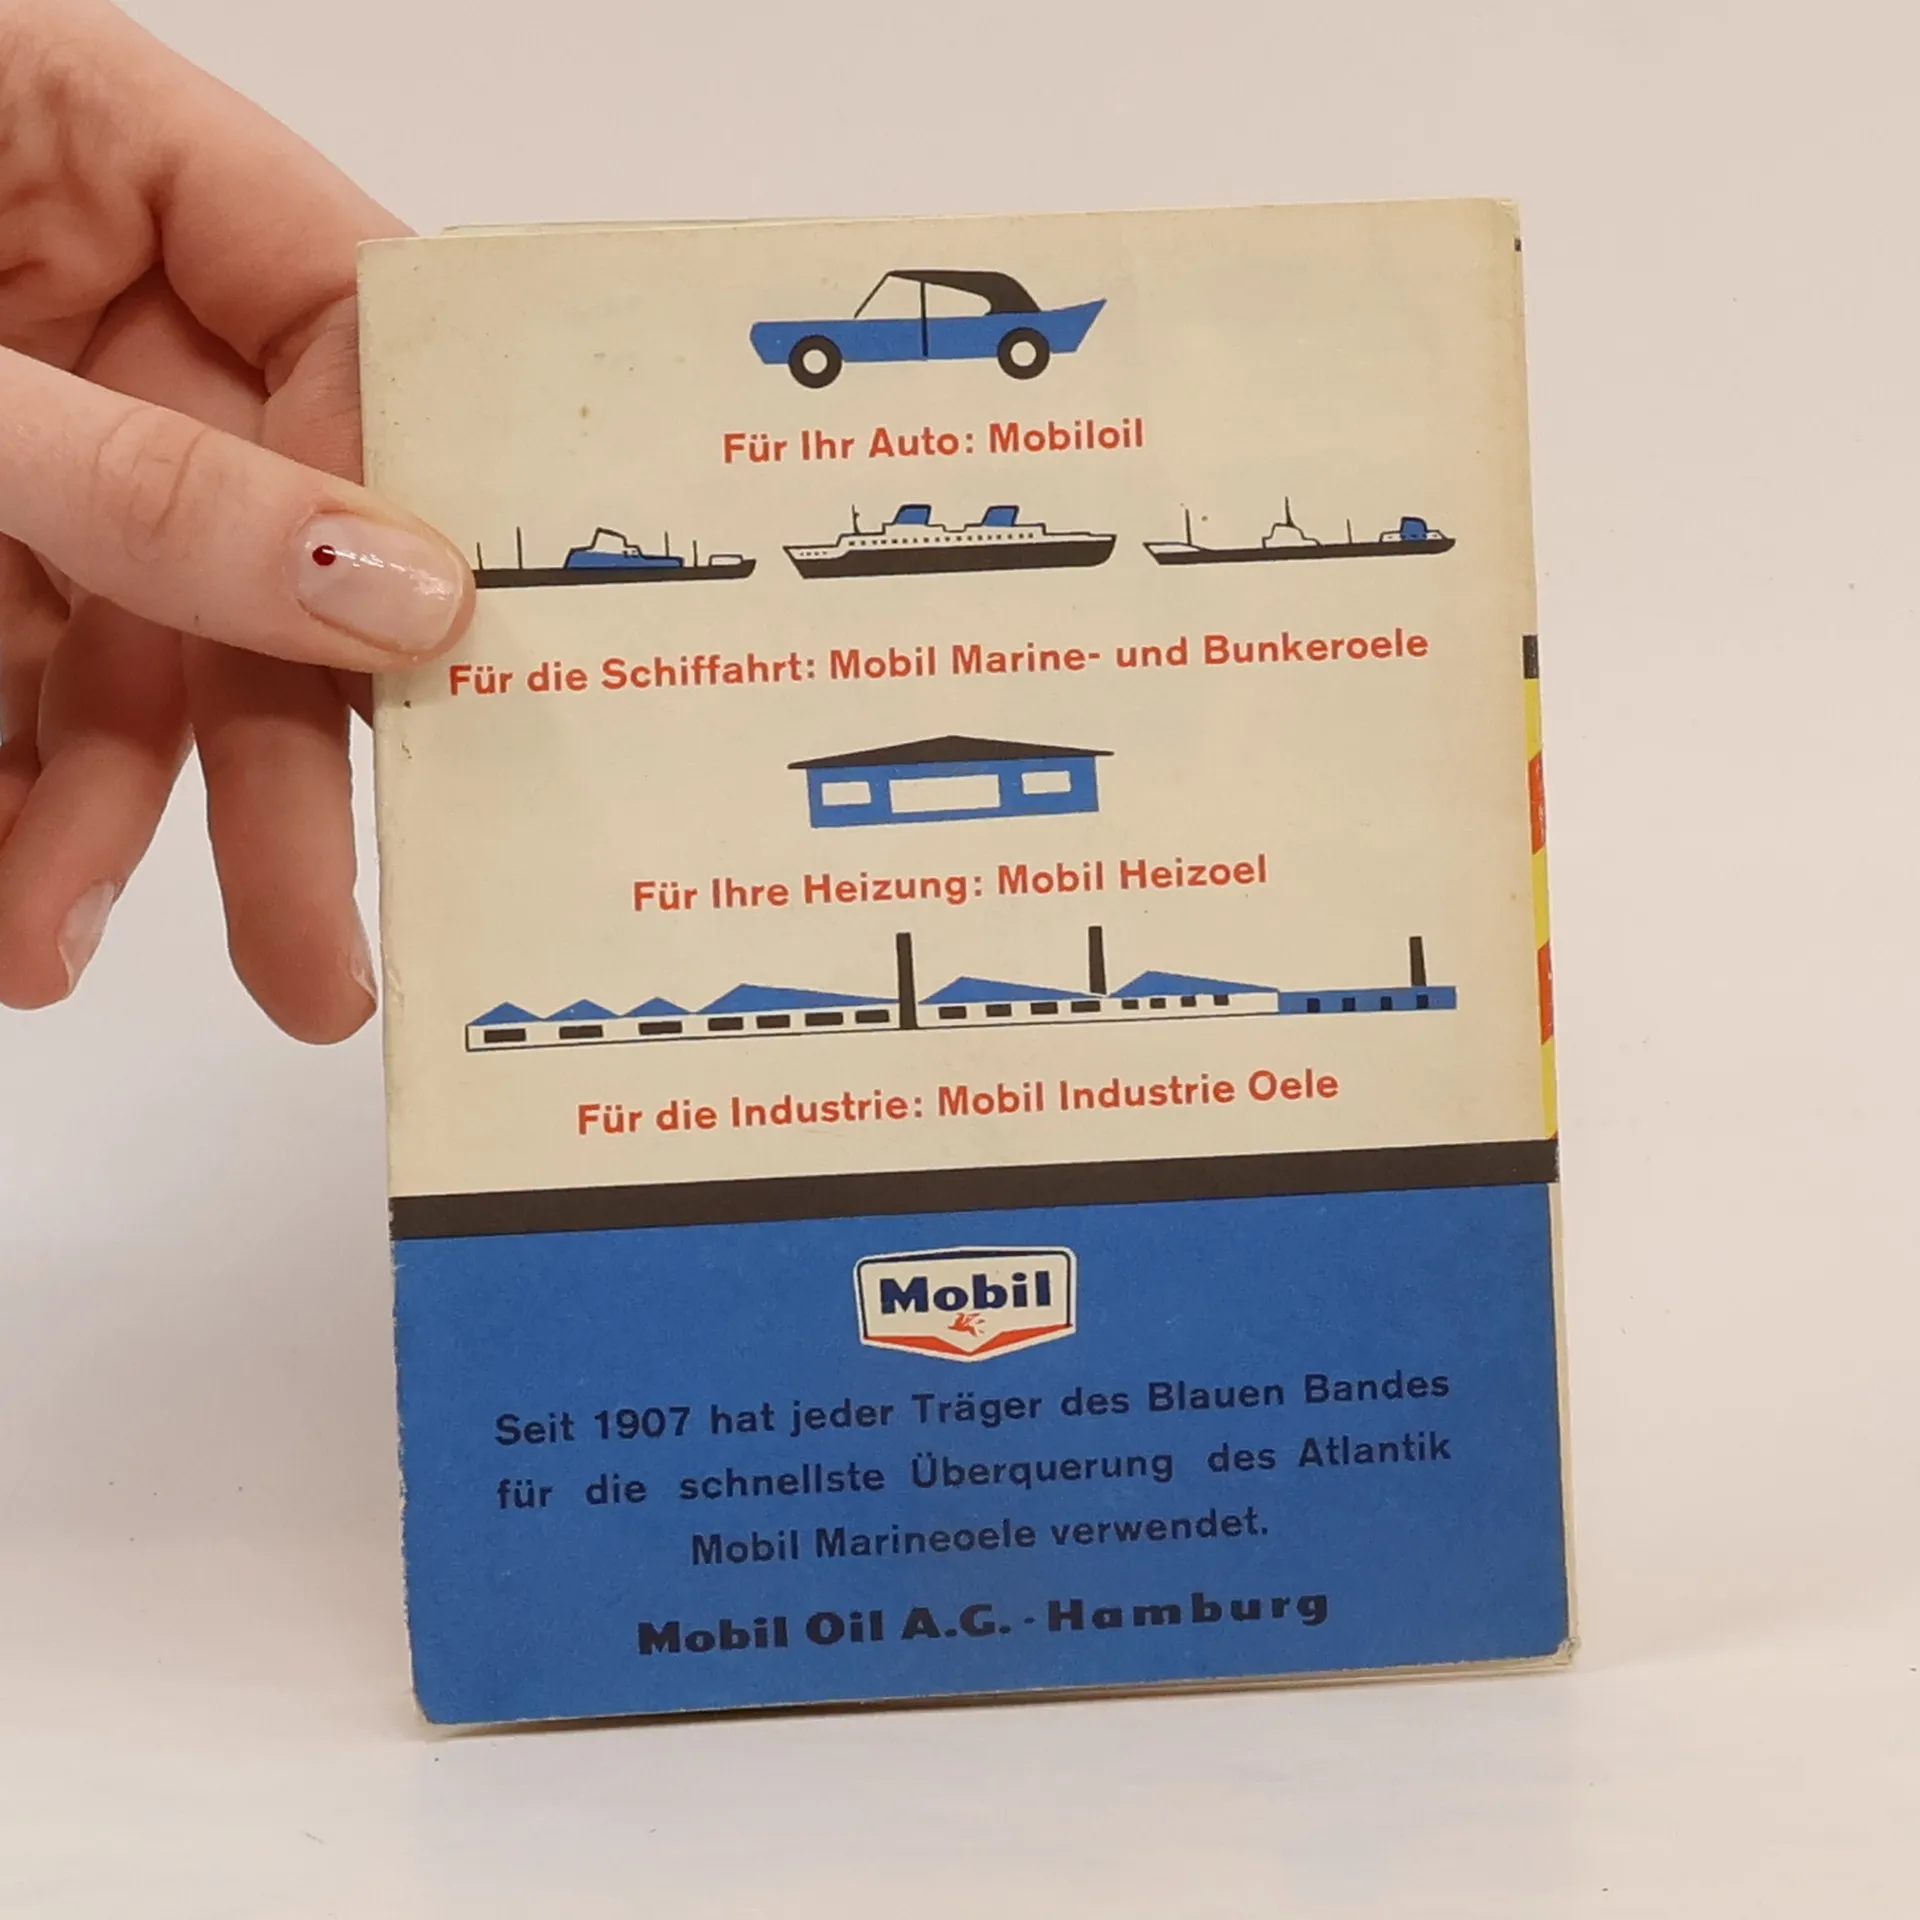 Für Ihr Auto: Mobiloil
Für die Schiffahrt: Mobil Marine- und Bunkeroele
Für Ihre Heizung: Mobil Heizoel
Für die Industrie: Mobil Industrie Oele
Mobil
Seit 1907 hat jeder Träger des Blauen Bandes
für die schnellste Überquerung des Atlantik
Mobil Marineoele verwendet.
Mobil Oil A.G. - Hamburg